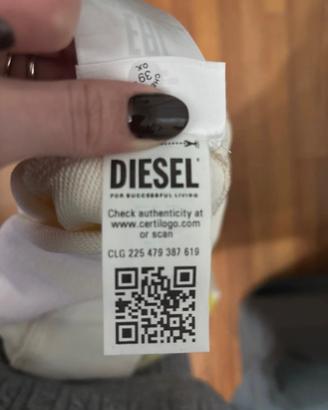 DIESEL
FOR SUCCESSFUL LIVING
Check authenticity at
www.certilogo.com
or scan
CLG 225 479 387 619